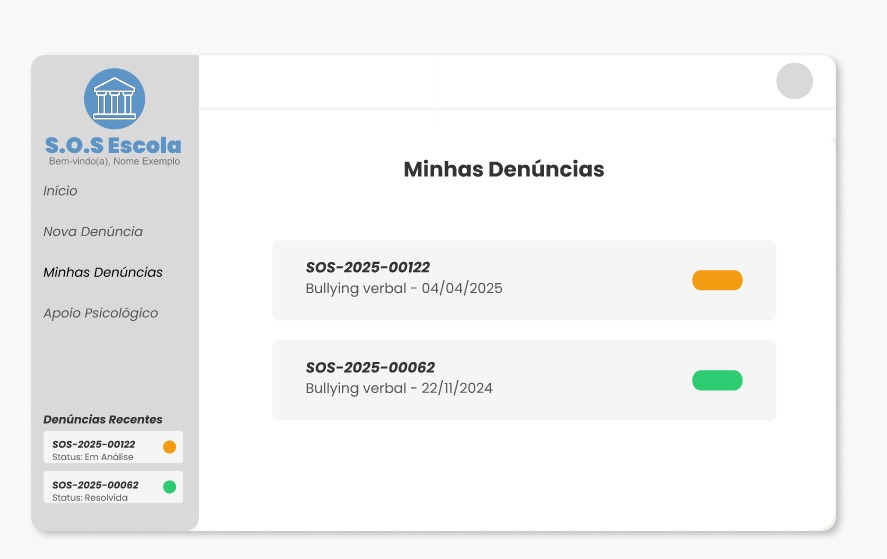 S.O.S Escola
Bem-vindo(a), Nome Exemplo
Início
Nova Denúncia
Minhas Denúncias
Apoio Psicológico
Denúncias Recentes
SOS-2025-00122
Status: Em Análise
SOS-2025-00062
Status: Resolvida
Minhas Denúncias
SOS-2025-00122
Bullying verbal - 04/04/2025
SOS-2025-00062
Bullying verbal - 22/11/2024